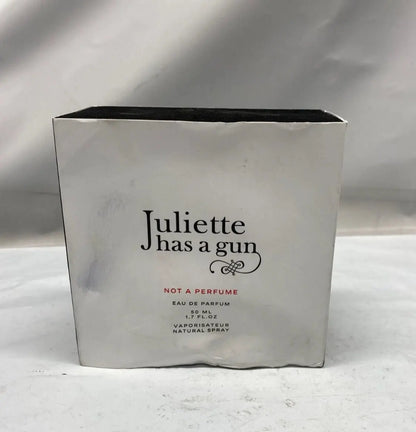 Juliette
has a gun
NOT A PERFUME
EAU DE PARFUM
50 ML
1.7 FL.OZ
VAPORISATEUR
NATURAL SPRAY